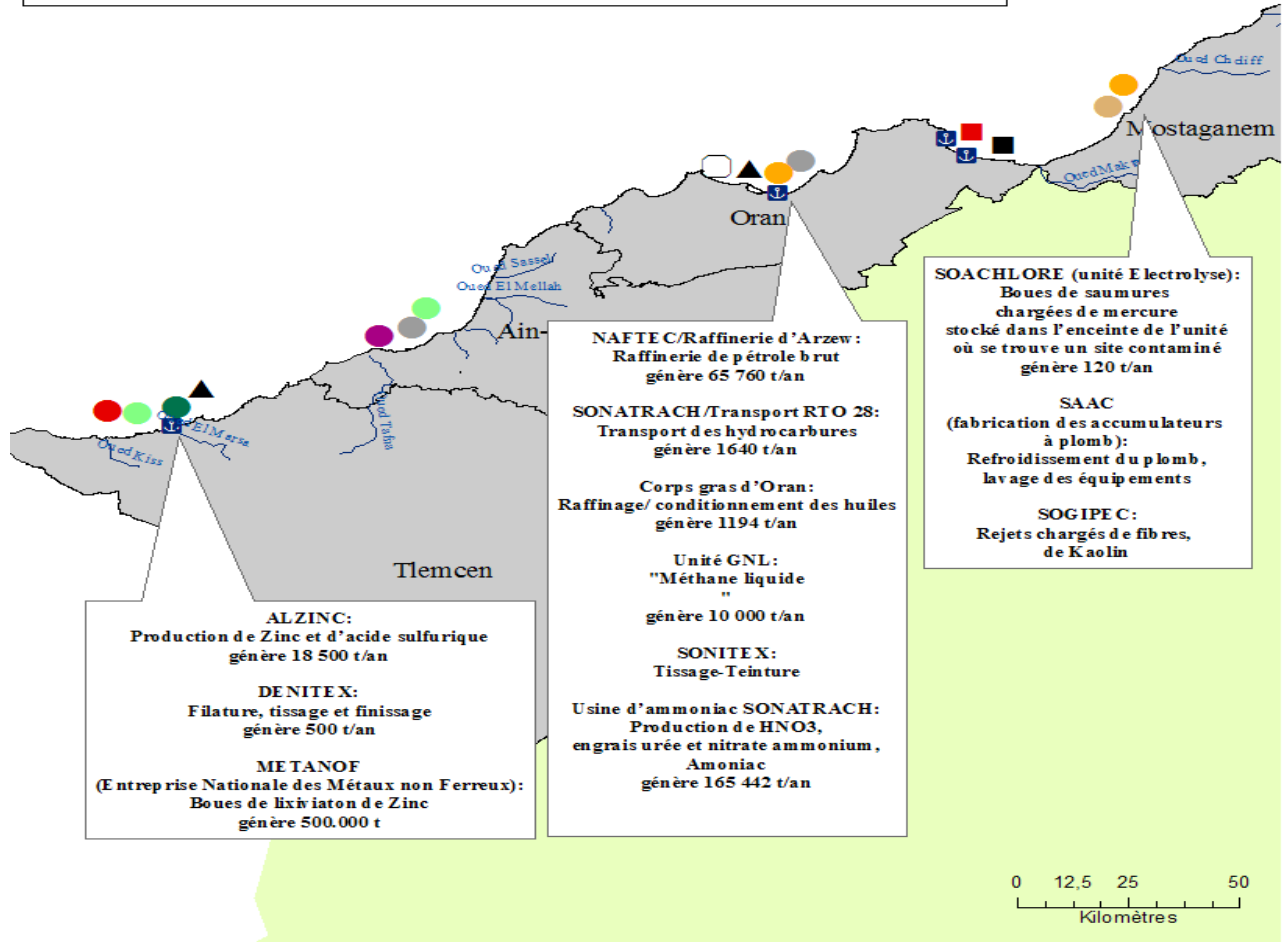 Oued Cheliff
Mostaganem
Oued Mak
Oran
Oued Sassel
Oued El Mellah
Ain-
Oued Tafna
El Marsa
Oued Kiss
Tlemcen
SOACHLORE (unité Electrolyse):
Boues de saumures
chargées de mercure
stocké dans l'enceinte de l'unité
où se trouve un site contaminé
génère 120 t/an
SAAC
(fabrication des accumulateurs
à plomb):
Refroidissement du plomb,
lavage des équipements
SOGIPEC:
Rejets chargés de fibres,
de Kaolin
NAFTEC/Raffinerie d'Arzew:
Raffinerie de pétrole brut
génère 65 760 t/an
SONATRACH/Transport RTO 28:
Transport des hydrocarbures
génère 1640 t/an
Corps gras d'Oran:
Raffinage/ conditionnement des huiles
génère 1194 t/an
Unité GNL:
"Méthane liquide
"
génère 10 000 t/an
SONITEX:
Tissage-Teinture
Usine d'ammoniac SONATRACH:
Production de HNO3,
engrais urée et nitrate ammonium,
Amoniac
génère 165 442 t/an
ALZINC:
Production de Zinc et d'acide sulfurique
génère 18 500 t/an
DENITEX:
Filature, tissage et finissage
génère 500 t/an
METANOF
(Entreprise Nationale des Métaux non Ferreux):
Boues de lixiviaton de Zinc
génère 500.000 t
0 12,5 25 50
Kilomètres